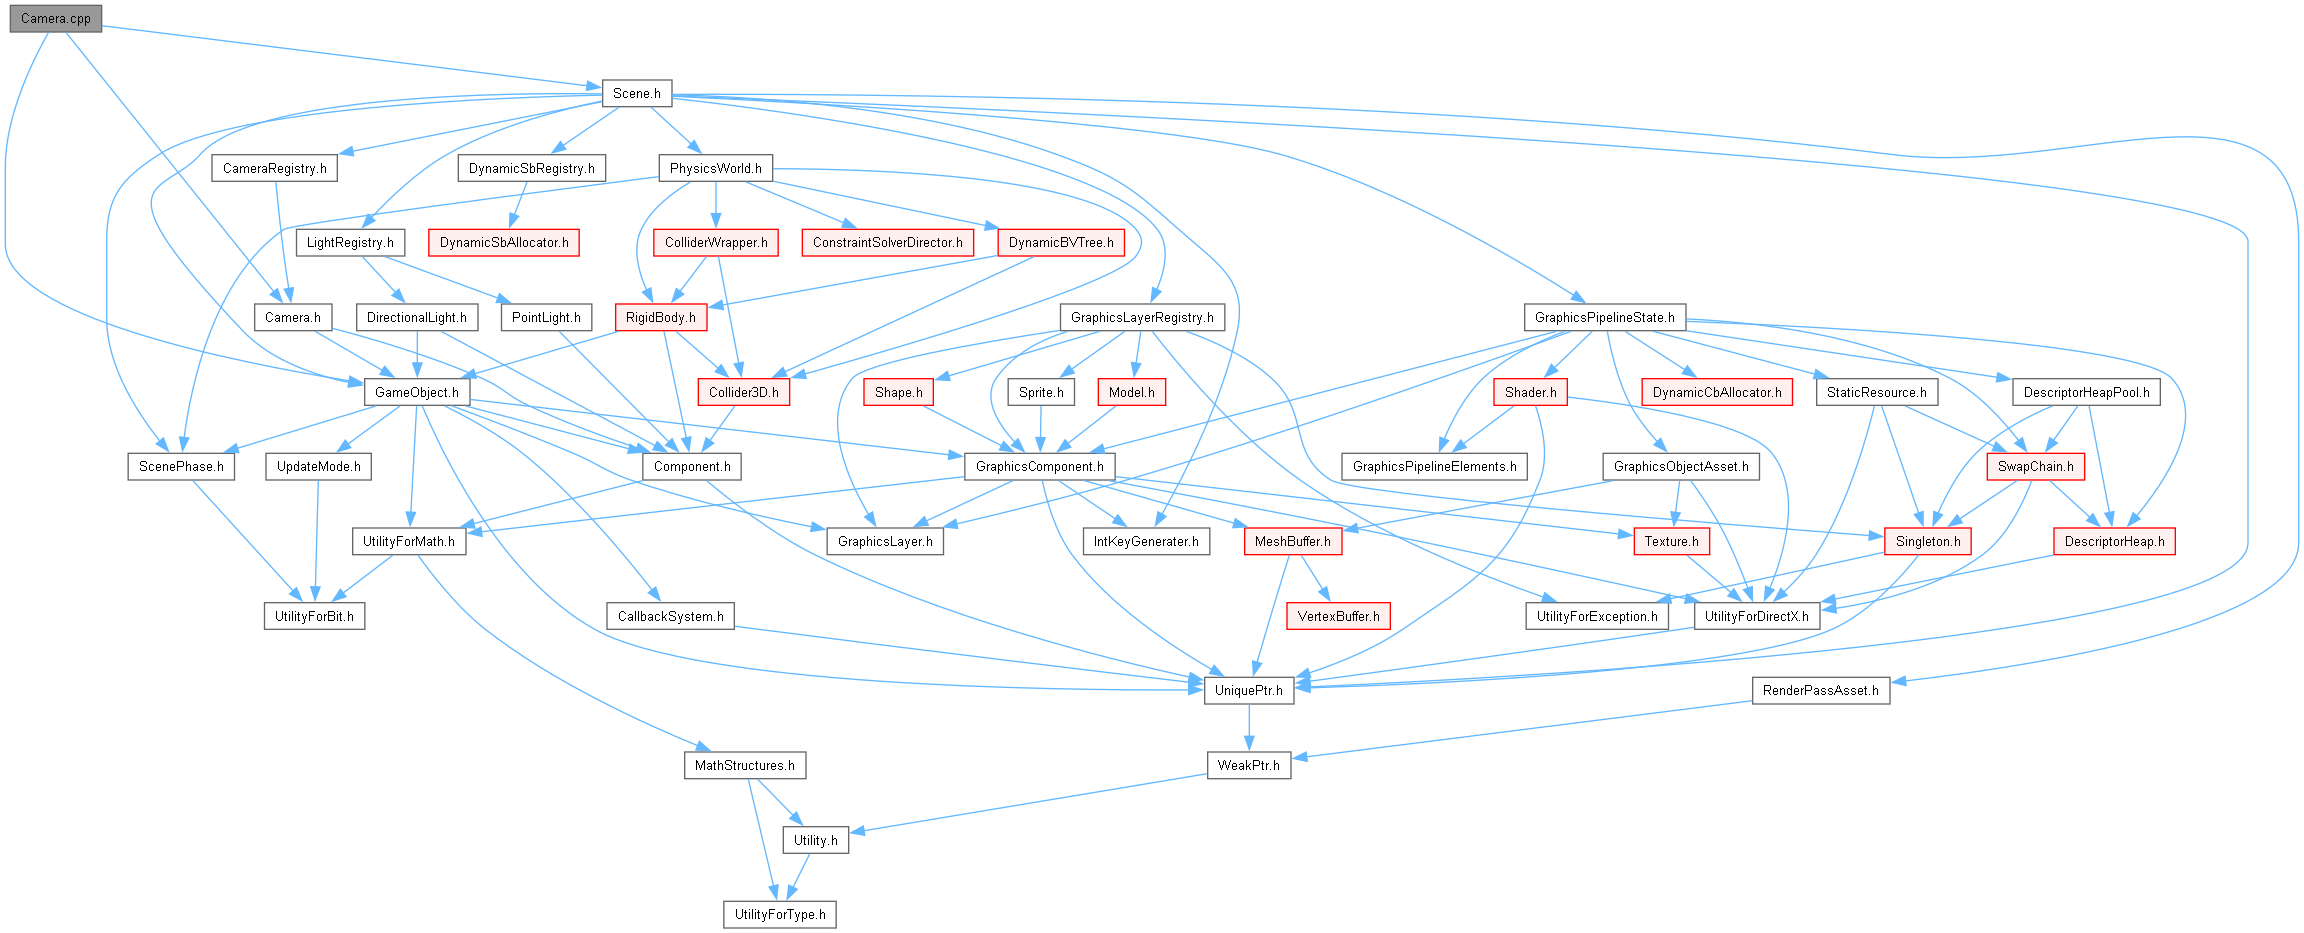 Camera.cpp
Scene.h
CameraRegistry.h
DynamicSbRegistry.h
PhysicsWorld.h
LightRegistry.h
DynamicSbAllocator.h
ColliderWrapper.h
ConstraintSolverDirector.h
DynamicBVTree.h
Camera.h
DirectionalLight.h
PointLight.h
RigidBody.h
GraphicsLayerRegistry.h
GraphicsPipelineState.h
GameObject.h
Collider3D.h
Shape.h
Sprite.h
Model.h
Shader.h
DynamicCbAllocator.h
StaticResource.h
DescriptorHeapPool.h
ScenePhase.h
UpdateMode.h
Component.h
GraphicsComponent.h
GraphicsPipelineElements.h
GraphicsObjectAsset.h
SwapChain.h
UtilityForMath.h
GraphicsLayer.h
IntKeyGenerater.h
MeshBuffer.h
Texture.h
Singleton.h
DescriptorHeap.h
UtilityForBit.h
CallbackSystem.h
VertexBuffer.h
UtilityForException.h
UtilityForDirectX.h
UniquePtr.h
RenderPassAsset.h
MathStructures.h
WeakPtr.h
Utility.h
UtilityForType.h